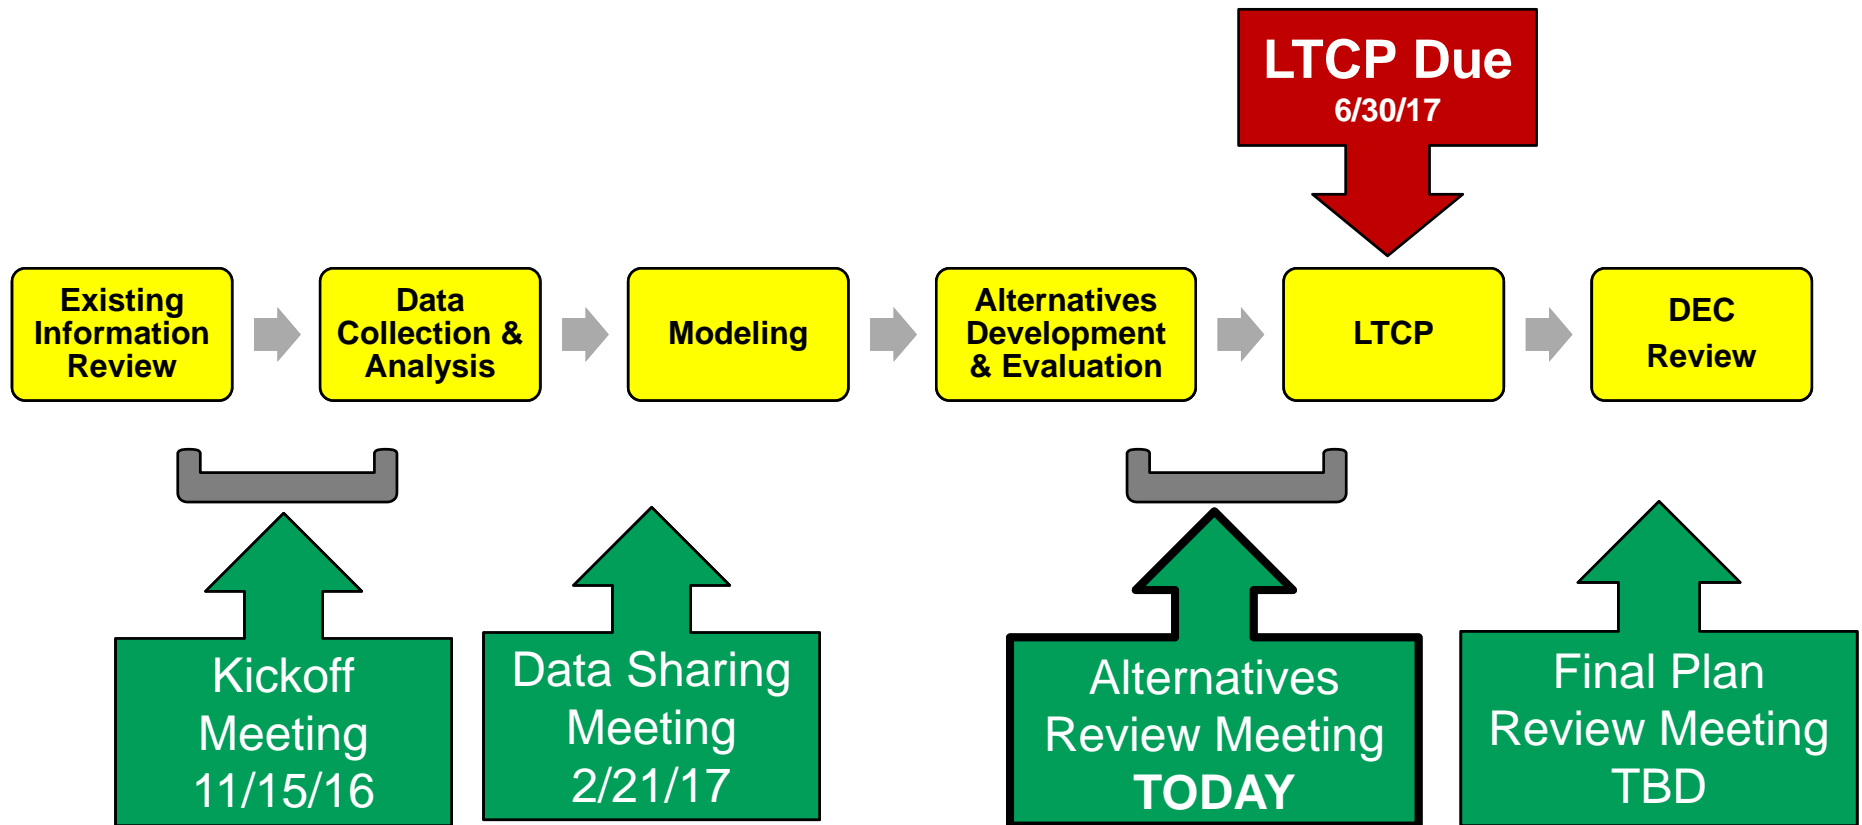 LTCP Due
6/30/17
Existing
Information
Review
Data
Collection &
Analysis
Modeling
Alternatives
Development
& Evaluation
LTCP
DEC
Review
Kickoff
Meeting
11/15/16
Data Sharing
Meeting
2/21/17
Alternatives
Review Meeting
TODAY
Final Plan
Review Meeting
TBD